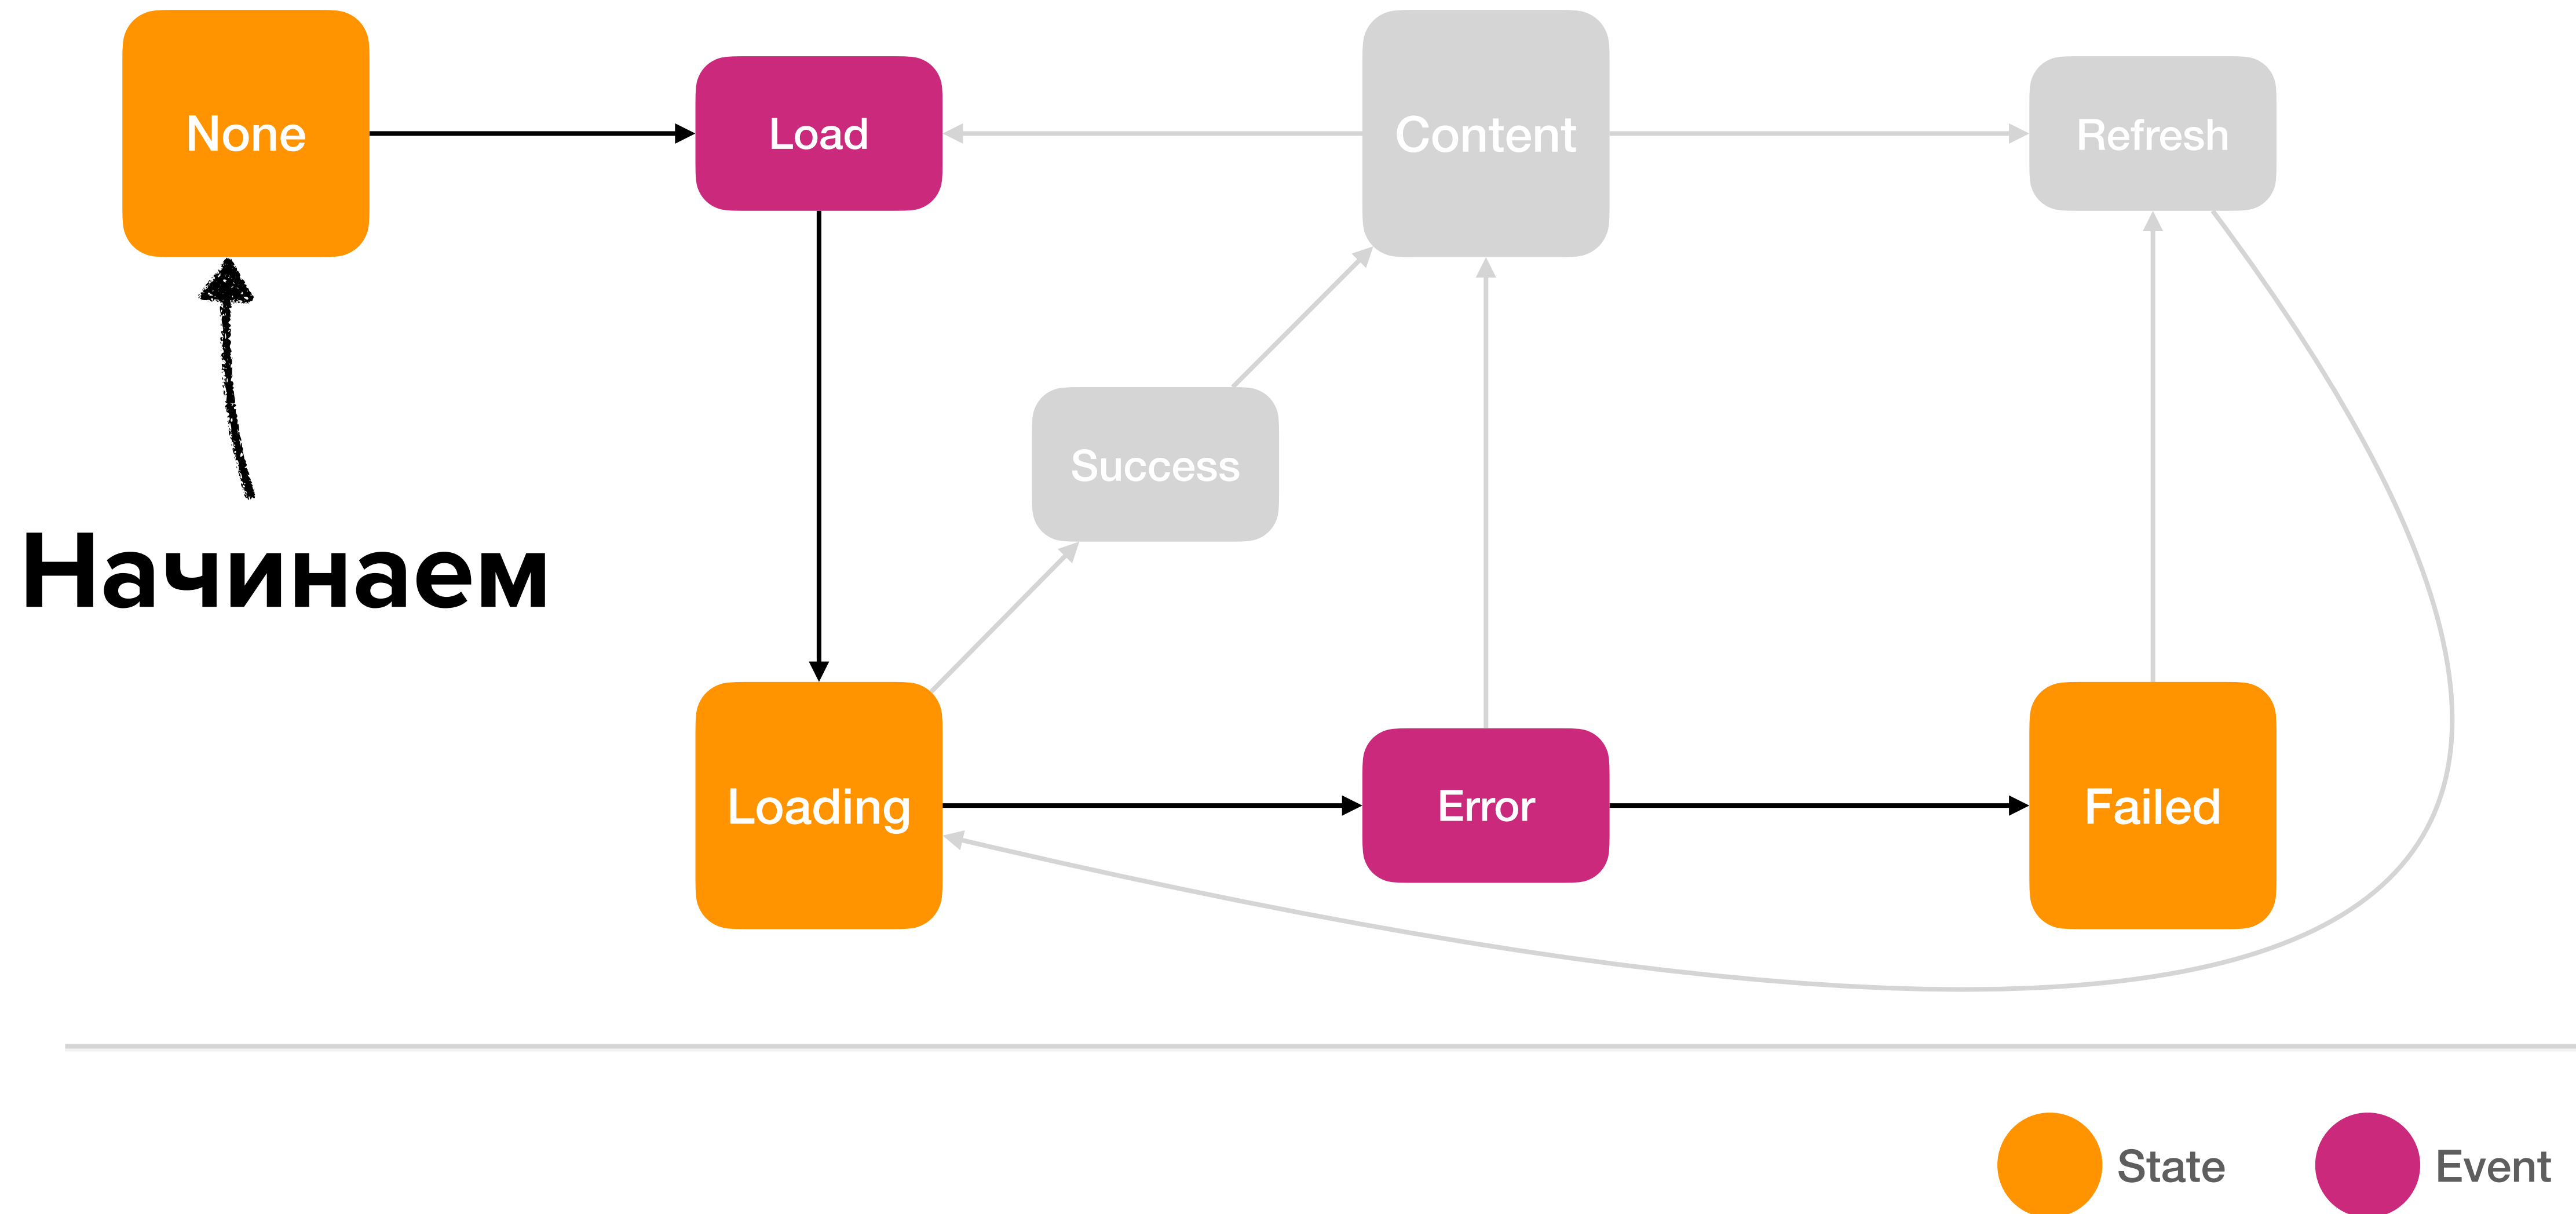 None
Load
Content
Refresh
Success
Начинаем
Loading
Error
Failed
State
Event